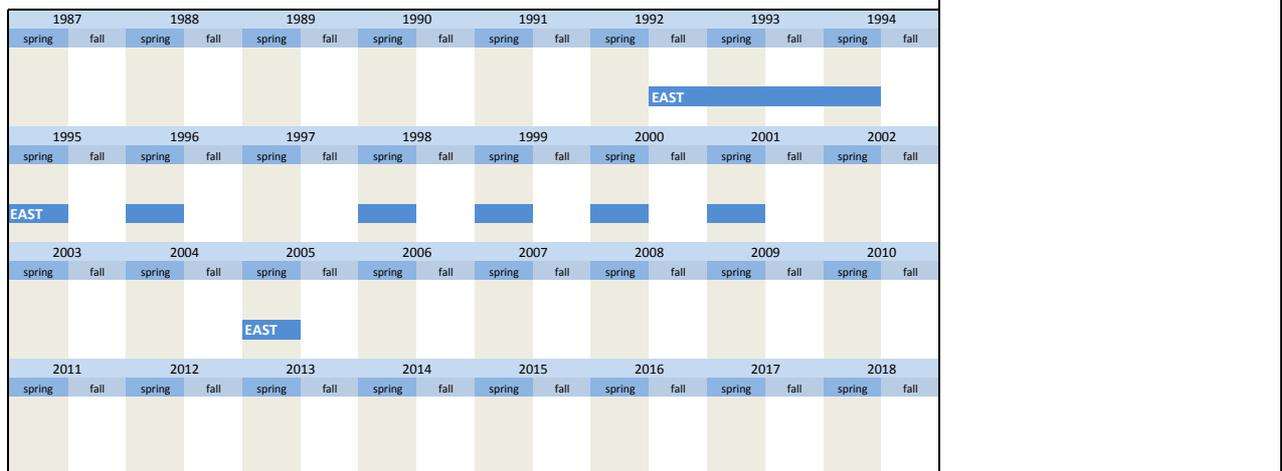 1987 1988 1989 1990 1991 1992 1993 1994
spring fall spring fall spring fall spring fall spring fall spring fall spring fall spring fall
EAST
1995 1996 1997 1998 1999 2000 2001 2002
spring fall spring fall spring fall spring fall spring fall spring fall spring fall spring fall
EAST
2003 2004 2005 2006 2007 2008 2009 2010
spring fall spring fall spring fall spring fall spring fall spring fall spring fall spring fall
EAST
2011 2012 2013 2014 2015 2016 2017 2018
spring fall spring fall spring fall spring fall spring fall spring fall spring fall spring fall